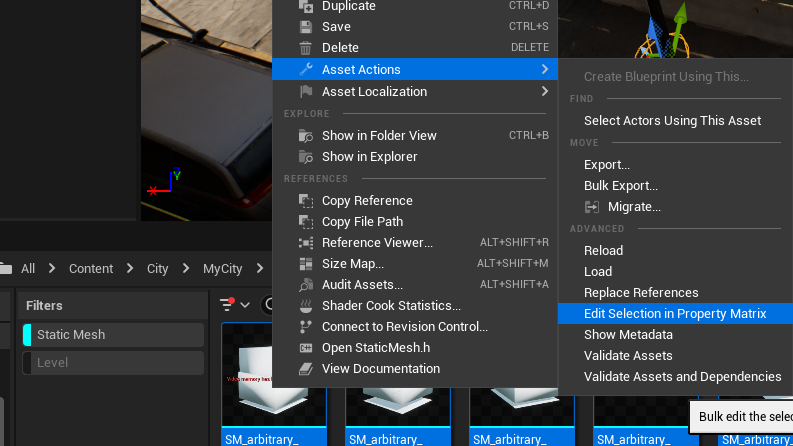 Duplicate CTRL+D
Save CTRL+S
Delete DELETE
Asset Actions
Asset Localization
EXPLORE
Show in Folder View CTRL+B
Show in Explorer
REFERENCES
Copy Reference
Copy File Path
Reference Viewer... ALT+SHIFT+R
Size Map... ALT+SHIFT+M
Audit Assets... ALT+SHIFT+A
Shader Cook Statistics...
Connect to Revision Control...
Open StaticMesh.h
View Documentation
Create Blueprint Using This...
FIND
Select Actors Using This Asset
MOVE
Export...
Bulk Export...
Migrate...
ADVANCED
Reload
Load
Replace References
Edit Selection in Property Matrix
Show Metadata
Validate Assets
Validate Assets and Dependencies
Bulk edit the selec
X Y
All Content City MyCity
Filters
Static Mesh
Level
Video memory has
SM_arbitrary_
SM_arbitrary_
SM_arbitrary_
SM_arbitrary_
SM_arbitrary_